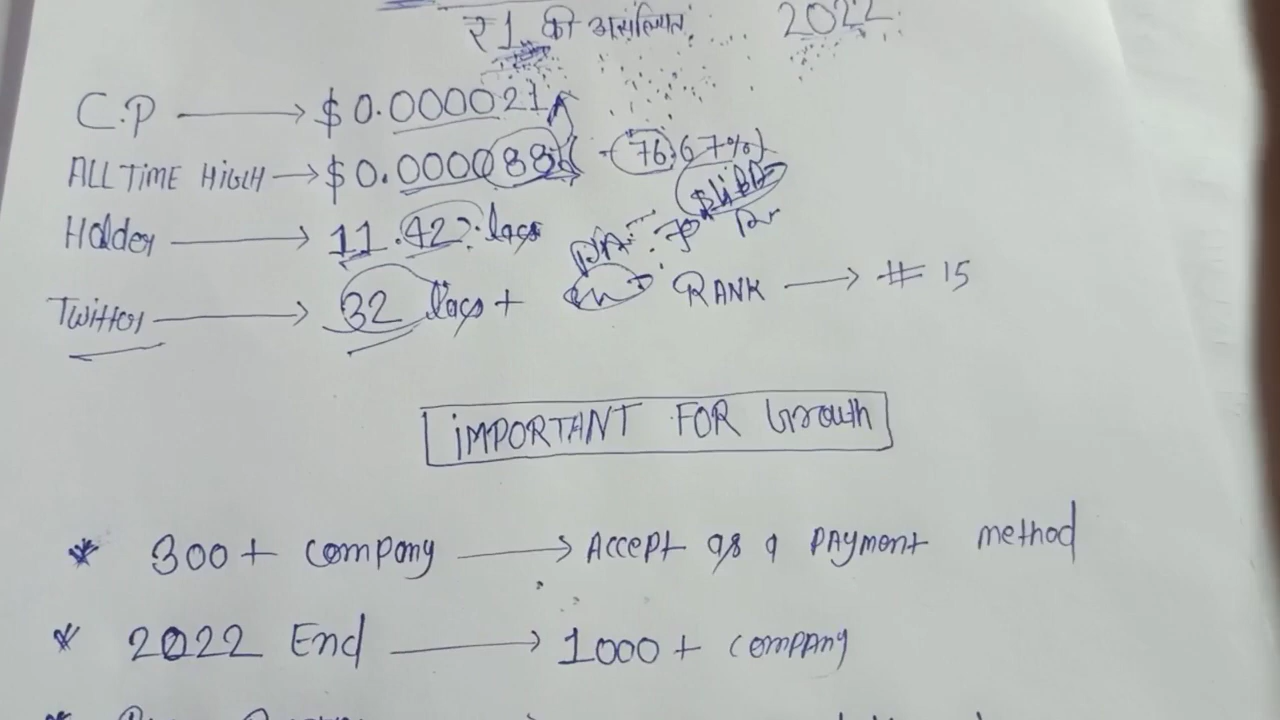 ₹1 की असलियत 2022
C.P → $0.000021
ALL TIME HIGH → $0.000088 (-76.67%)
Holder → 11.42 lacs
Twitter → 32 lacs + RANK → #15
IMPORTANT FOR Growth
* 300+ company → Accept as a payment method
* 2022 End → 1000+ company